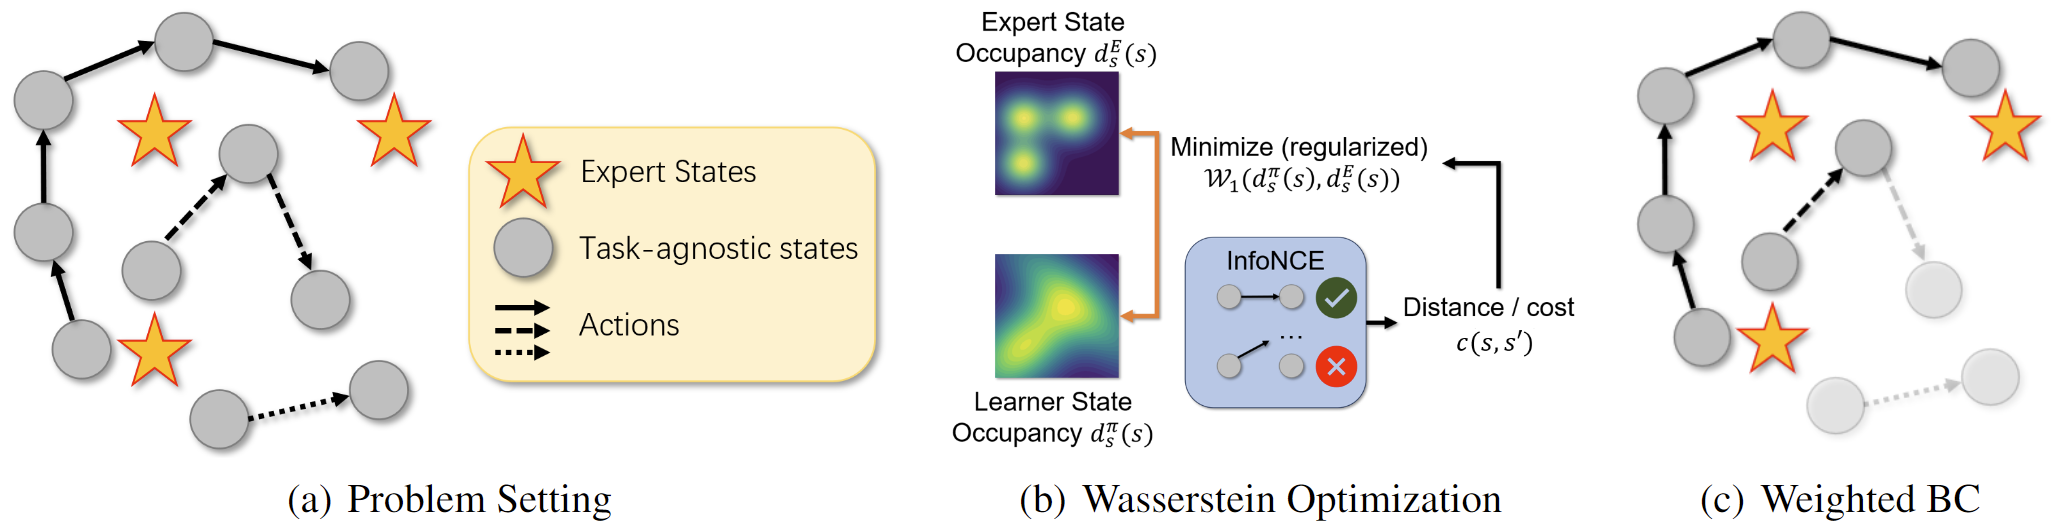 Expert States
Task-agnostic states
Actions
(a) Problem Setting
Expert State
Occupancy $d_s^E(s)$
Minimize (regularized)
$\mathcal{W}_1(d_s^\pi(s), d_s^E(s))$
InfoNCE
...
Distance / cost
$c(s, s')$
Learner State
Occupancy $d_s^\pi(s)$
(b) Wasserstein Optimization
(c) Weighted BC